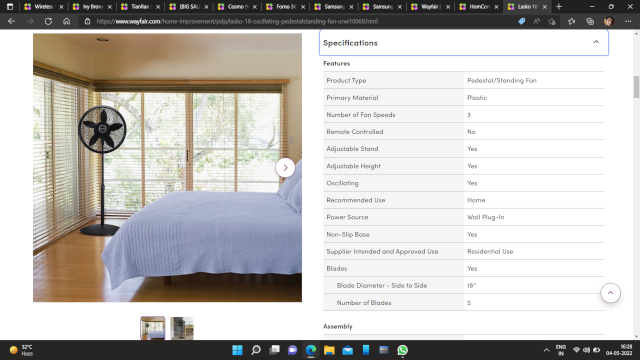 Wireless
Ivy Bron
TianRan
(BIG SAL
Cosmo 9
Forno 3
Samsung
Samsung
Wayfair |
HomCom
Lasko 18
https://www.wayfair.com/home-improvement/pdp/lasko-18-oscillating-pedestalstanding-fan-unw10069.html
Specifications
Features
Product Type Pedestal/Standing Fan
Primary Material Plastic
Number of Fan Speeds 3
Remote Controlled No
Adjustable Stand Yes
Adjustable Height Yes
Oscillating Yes
Recommended Use Home
Power Source Wall Plug-In
Non-Slip Base Yes
Supplier Intended and Approved Use Residential Use
Blades Yes
Blade Diameter - Side to Side 18"
Number of Blades 5
Assembly
32°C
Haze
ENG
IN
16:28
04-05-2022